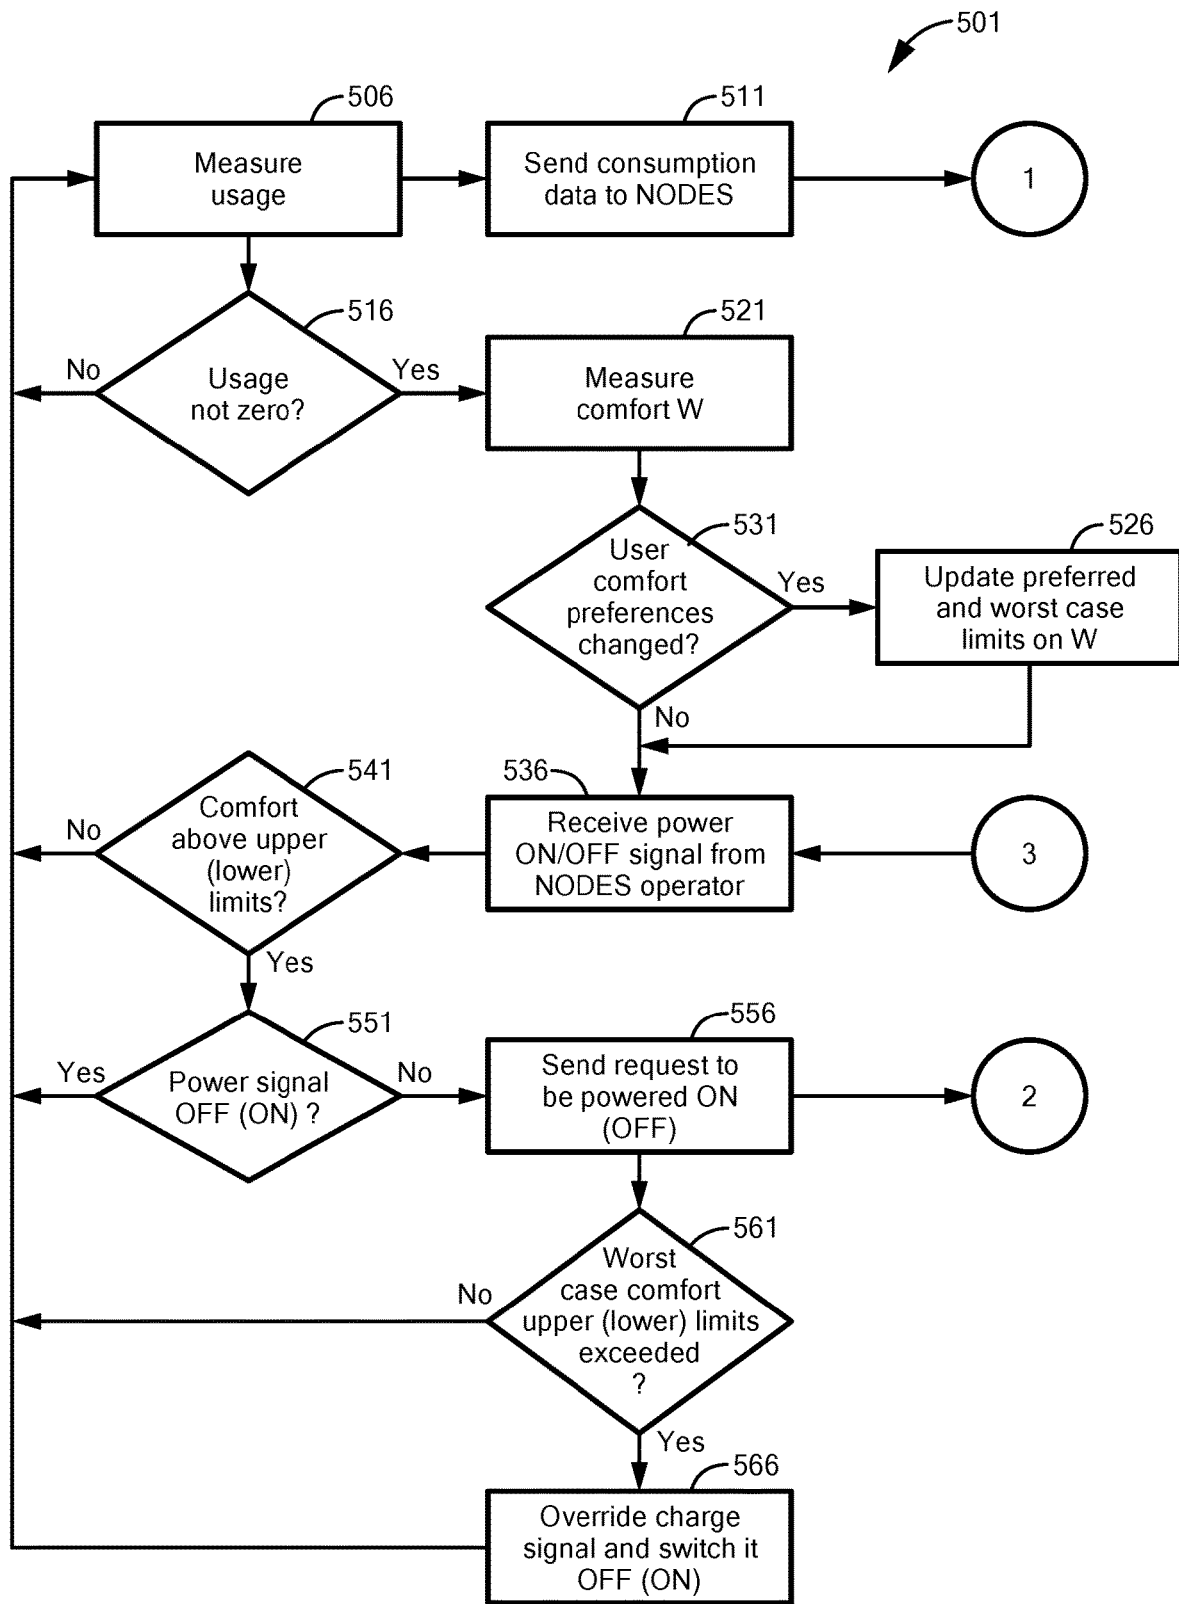 501
506
Measure
usage
511
Send consumption
data to NODES
1
516
No
Usage
not zero?
Yes
521
Measure
comfort W
531
User
comfort
preferences
changed?
Yes
No
526
Update preferred
and worst case
limits on W
541
No
Comfort
above upper
(lower)
limits?
Yes
536
Receive power
ON/OFF signal from
NODES operator
3
551
Yes
Power signal
OFF (ON) ?
No
556
Send request to
be powered ON
(OFF)
2
561
No
Worst
case comfort
upper (lower) limits
exceeded
?
Yes
566
Override charge
signal and switch it
OFF (ON)